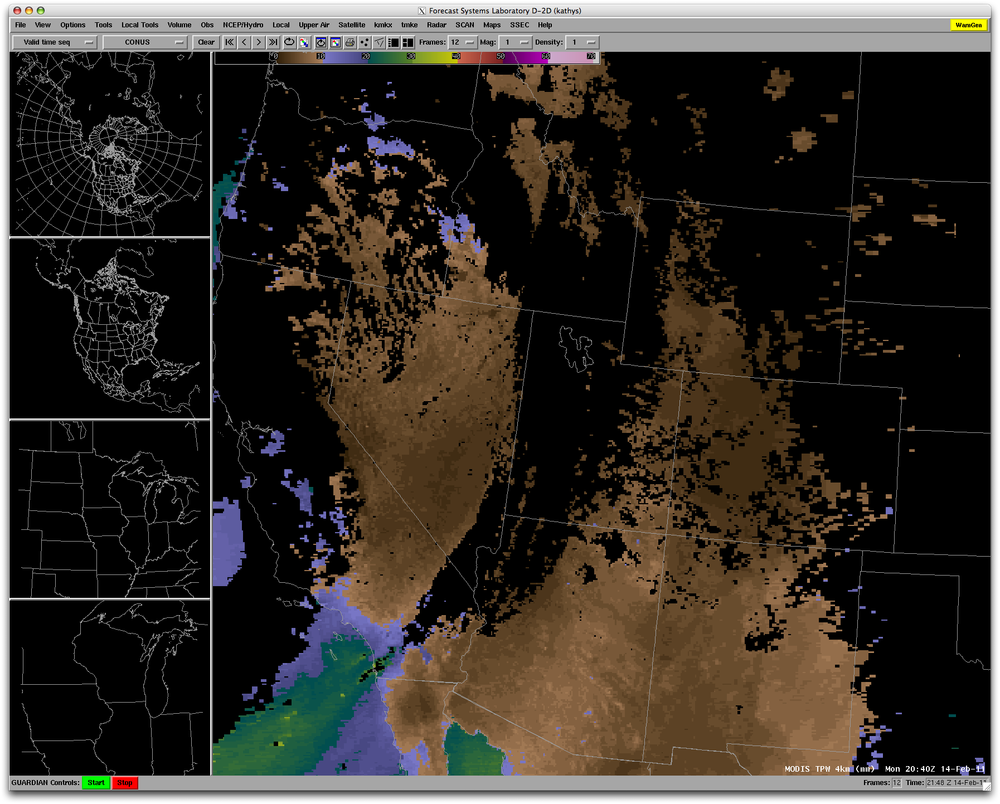 Forecast Systems Laboratory D-2D (kathys)
File View Options Tools Local Tools Volume Obs NCEP/Hydro Local Upper Air Satellite kmkx tmke Radar SCAN Maps SSEC Help WarnGen
Valid time seq CONUS Clear Frames: 12 Mag: 1 Density: 1
0 10 20 30 40 50 60 70
MODIS TPW 4km (mm) Mon 20:40Z 14-Feb-11
GUARDIAN Controls: Start Stop Frames: 12 Time: 21:48 Z 14-Feb-11